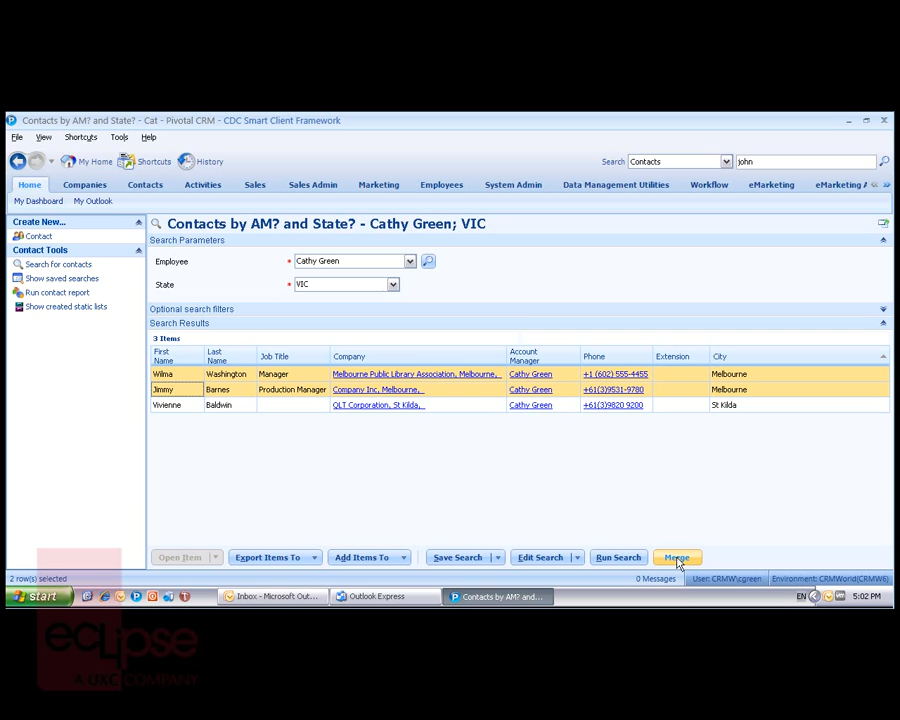 Contacts by AM? and State? - Cat - Pivotal CRM - CDC Smart Client Framework
File View Shortcuts Tools Help
My Home Shortcuts History Search Contacts john
Home Companies Contacts Activities Sales Sales Admin Marketing Employees System Admin Data Management Utilities Workflow eMarketing eMarketing A
My Dashboard My Outlook
Create New...
Contact
Contact Tools
Search for contacts
Show saved searches
Run contact report
Show created static lists
Contacts by AM? and State? - Cathy Green; VIC
Search Parameters
Employee * Cathy Green
State * VIC
Optional search filters
Search Results
3 Items
First Name Last Name Job Title Company Account Manager Phone Extension City
Wilma Washington Manager Melbourne Public Library Association, Melbourne, Cathy Green +1 (602) 555-4455 Melbourne
Jimmy Barnes Production Manager Company Inc, Melbourne, Cathy Green +61(3)9531-9780 Melbourne
Vivienne Baldwin QLT Corporation, St Kilda, Cathy Green +61(3)9820 9200 St Kilda
Open Item Export Items To Add Items To Save Search Edit Search Run Search Merge
2 row(s) selected 0 Messages User: CRMW\cgreen Environment: CRMWorld(CRMW6)
start Inbox - Microsoft Out... Outlook Express Contacts by AM? and... EN 5:02 PM
eclipse
A UXC COMPANY